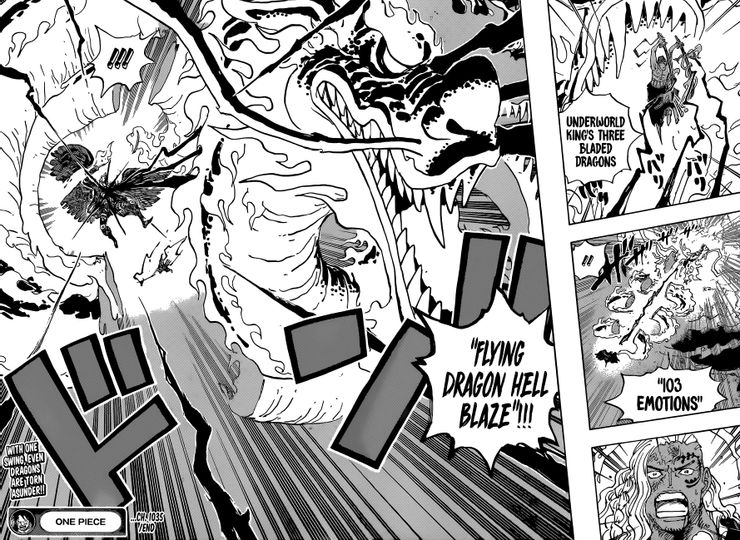 UNDERWORLD
KING'S THREE
BLADED
DRAGONS
!!
"103
EMOTIONS"
"FLYING
DRAGON HELL
BLAZE"!!!
!!!
ドン
WITH ONE
SWING, EVEN
DRAGONS
ARE TORN
ASUNDER!!
ONE PIECE
...CH. 1035
/END